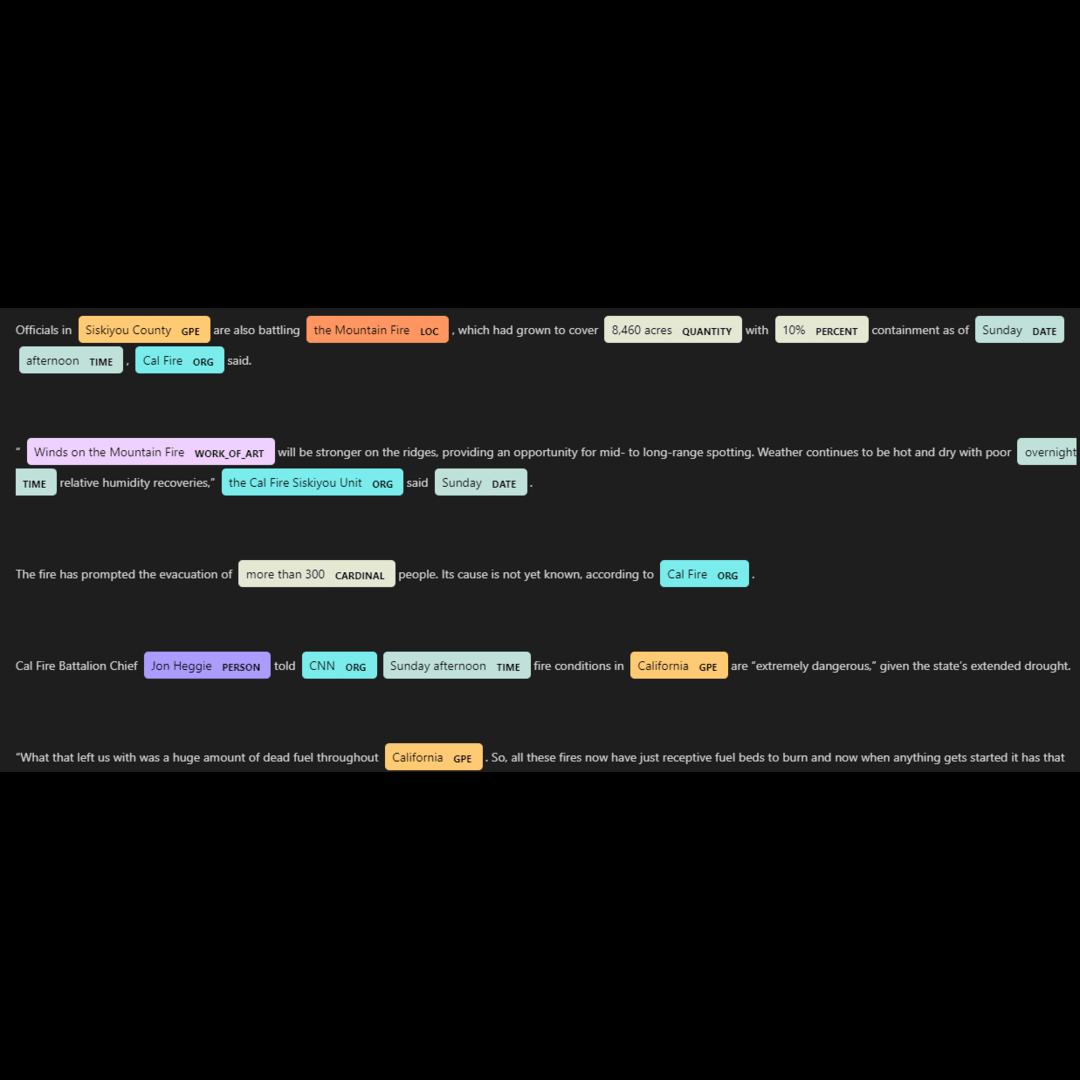 Officials in Siskiyou County GPE are also battling the Mountain Fire LOC , which had grown to cover 8,460 acres QUANTITY with 10% PERCENT containment as of Sunday DATE
afternoon TIME , Cal Fire ORG said.
“ Winds on the Mountain Fire WORK_OF_ART will be stronger on the ridges, providing an opportunity for mid- to long-range spotting. Weather continues to be hot and dry with poor overnight
TIME relative humidity recoveries,” the Cal Fire Siskiyou Unit ORG said Sunday DATE .
The fire has prompted the evacuation of more than 300 CARDINAL people. Its cause is not yet known, according to Cal Fire ORG .
Cal Fire Battalion Chief Jon Heggie PERSON told CNN ORG Sunday afternoon TIME fire conditions in California GPE are “extremely dangerous,” given the state’s extended drought.
“What that left us with was a huge amount of dead fuel throughout California GPE . So, all these fires now have just receptive fuel beds to burn and now when anything gets started it has that